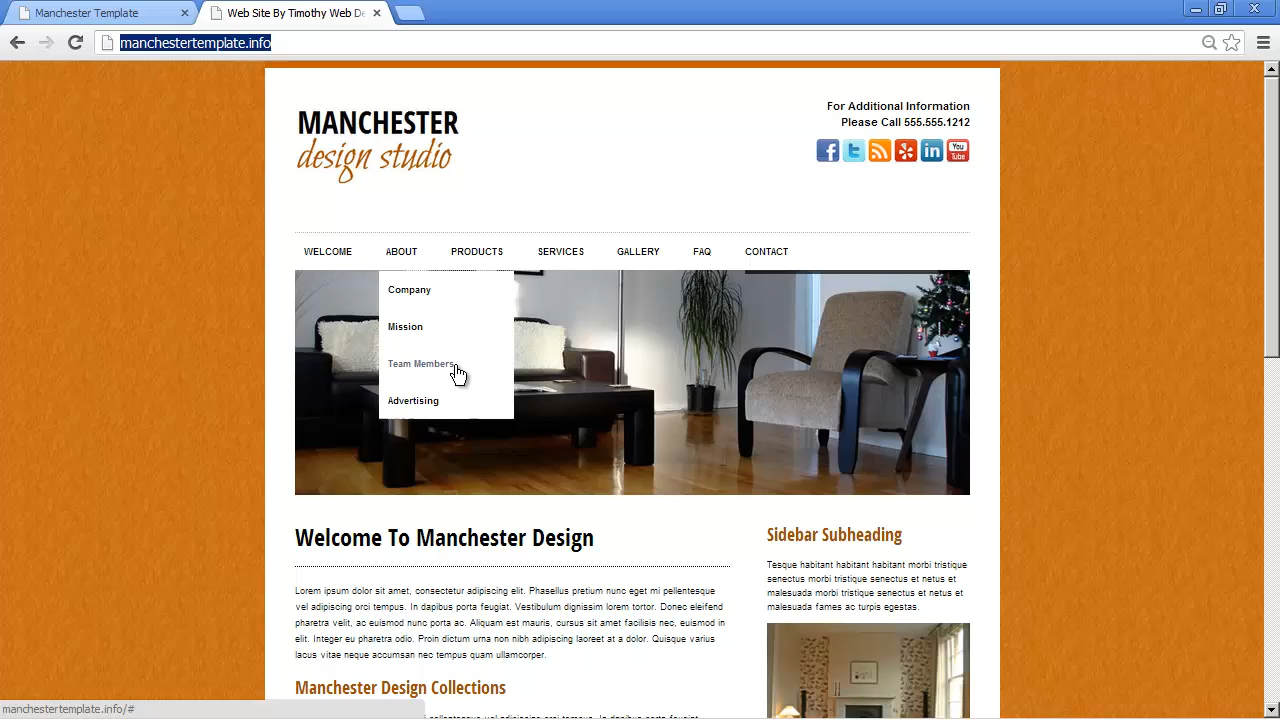 Manchester Template
Web Site By Timothy Web De
manchestertemplate.info
MANCHESTER
design studio
For Additional Information
Please Call 555.555.1212
You
Tube
WELCOME ABOUT PRODUCTS SERVICES GALLERY FAQ CONTACT
Company
Mission
Team Members
Advertising
Welcome To Manchester Design
Lorem ipsum dolor sit amet, consectetur adipiscing elit. Phasellus pretium nunc eget mi pellentesque
vel adipiscing orci tempus. In dapibus porta feugiat. Vestibulum dignissim lorem tortor. Donec eleifend
pharetra velit, ac euismod nunc porta ac. Aliquam est mauris, cursus sit amet facilisis nec, euismod in
elit. Integer eu pharetra odio. Proin dictum urna non nibh adipiscing laoreet at a dolor. Quisque varius
lacus vitae neque accumsan nec tempus quam ullamcorper.
Manchester Design Collections
Sidebar Subheading
Tesque habitant habitant habitant morbi tristique
senectus morbi tristique senectus et netus et
malesuada morbi tristique senectus et netus et
malesuada fames ac turpis egestas.
manchestertemplate.info/#